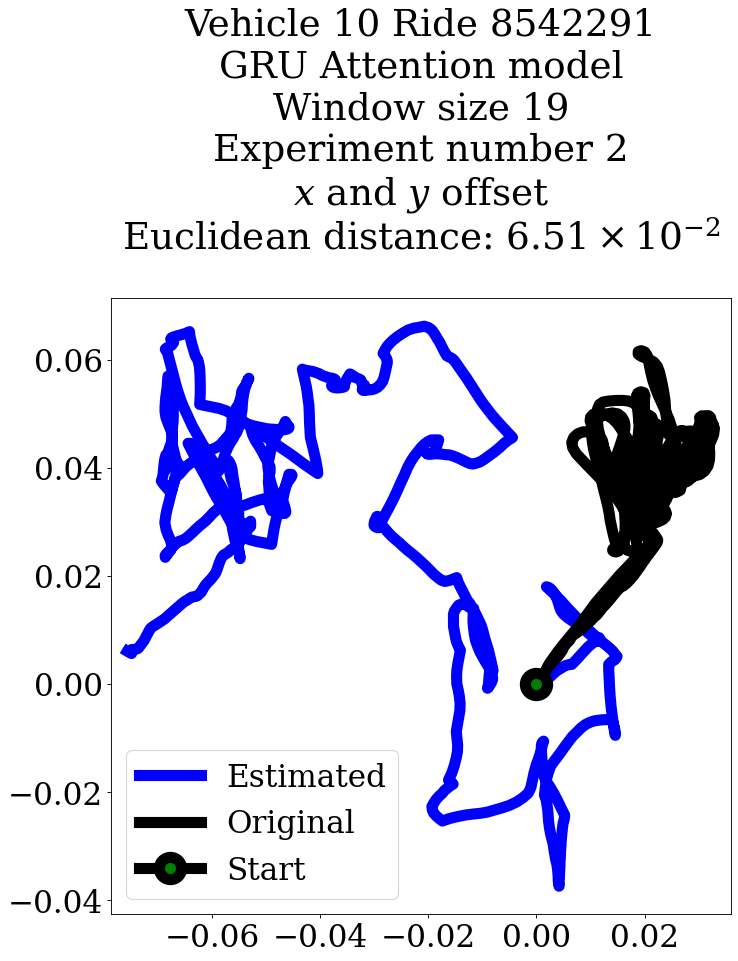 Vehicle 10 Ride 8542291
GRU Attention model
Window size 19
Experiment number 2
x and y offset
Euclidean distance: 6.51 × 10⁻²
0.06
0.04
0.02
0.00
−0.02
−0.04
Estimated
Original
Start
−0.06 −0.04 −0.02 0.00 0.02